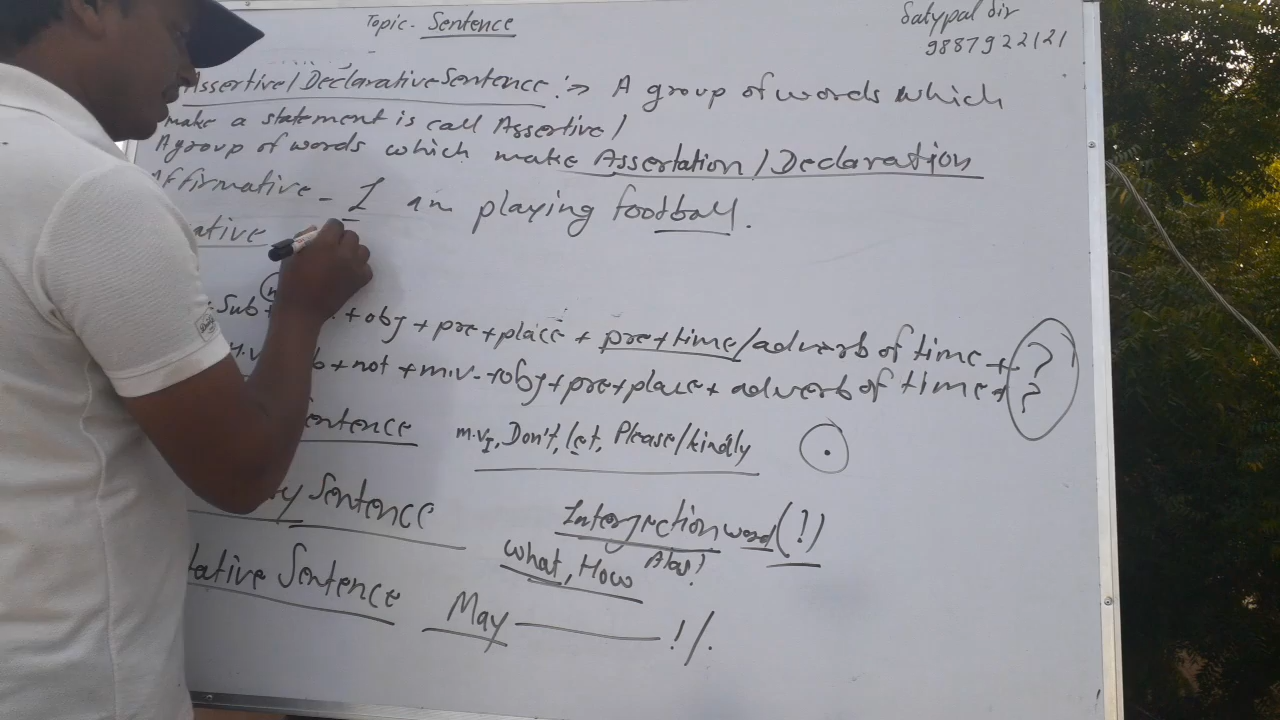 Topic - Sentence
Satypal Sir
9887922121
Assertive/Declarative Sentence :→ A group of words which
make a statement is call Assertive/
A group of words which make Assertation/Declaration
Affirmative - I am playing football.
ative
Sub + obj + pre + place + pre + time/adverb of time + ?
+ not + m.v. + obj + pre + place + adverb of time + ?
entence m.v I, Don't, let, Please/kindly .
y Sentence Interjection word (!)
What, How Alas!
tative Sentence May ——— !/.